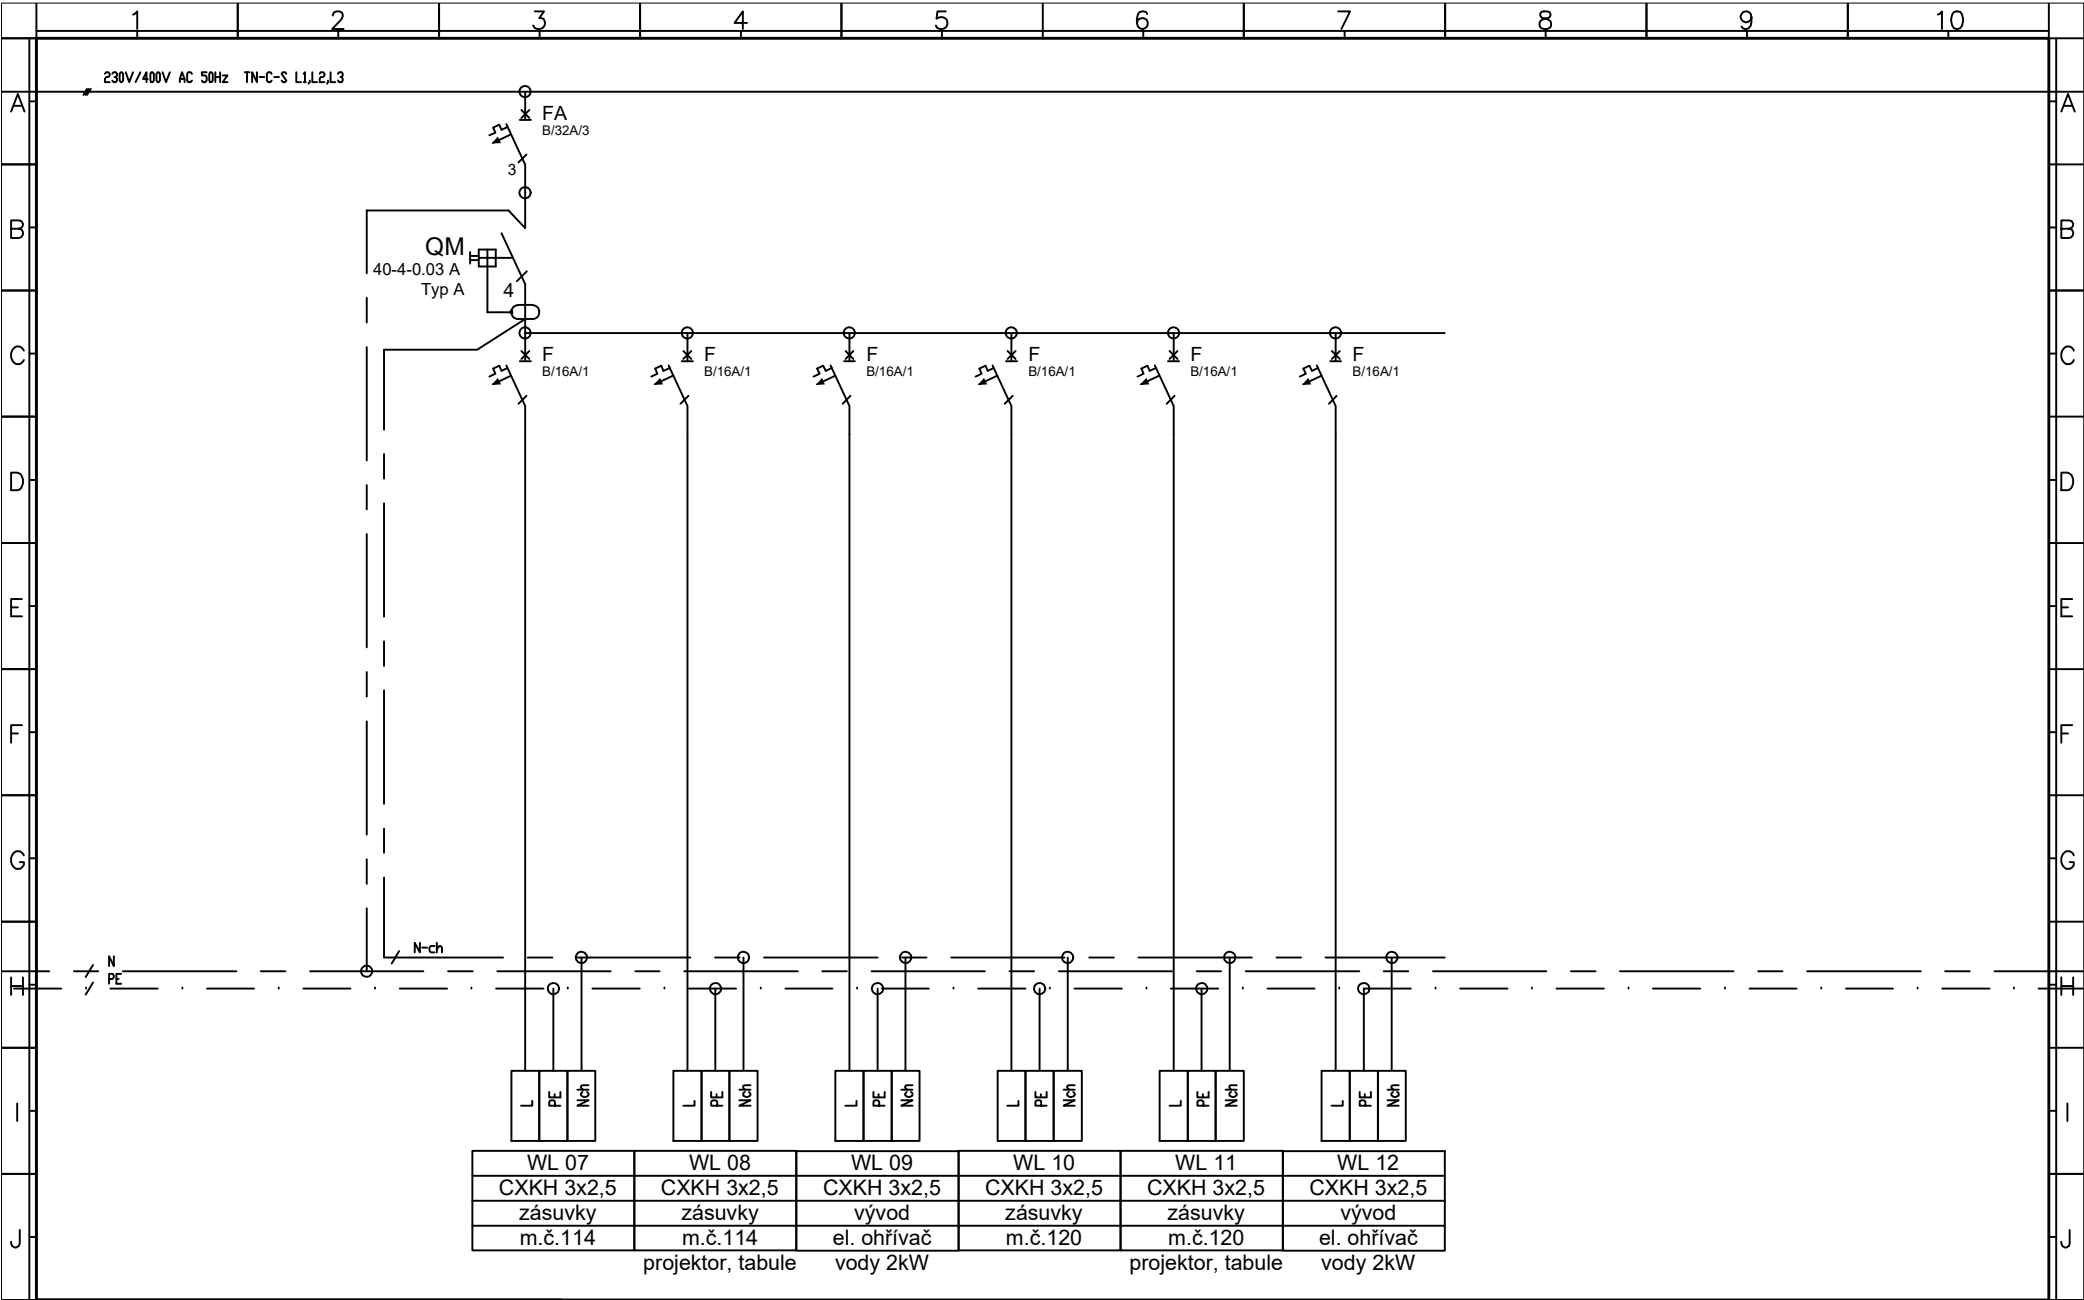 1 2 3 4 5 6 7 8 9 10
230V/400V AC 50Hz TN-C-S L1,L2,L3
A A
FA
B/32A/3
3
B B
QM
40-4-0.03 A
Typ A
4
C C
F F F F F F
B/16A/1 B/16A/1 B/16A/1 B/16A/1 B/16A/1 B/16A/1
D D
E E
F F
G G
N-ch
N
PE
H H
L PE Nch L PE Nch L PE Nch L PE Nch L PE Nch L PE Nch
I I
WL 07 WL 08 WL 09 WL 10 WL 11 WL 12
CXKH 3x2,5 CXKH 3x2,5 CXKH 3x2,5 CXKH 3x2,5 CXKH 3x2,5 CXKH 3x2,5
zásuvky zásuvky vývod zásuvky zásuvky vývod
J m.č.114 m.č.114 el. ohřívač m.č.120 m.č.120 el. ohřívač J
projektor, tabule vody 2kW projektor, tabule vody 2kW